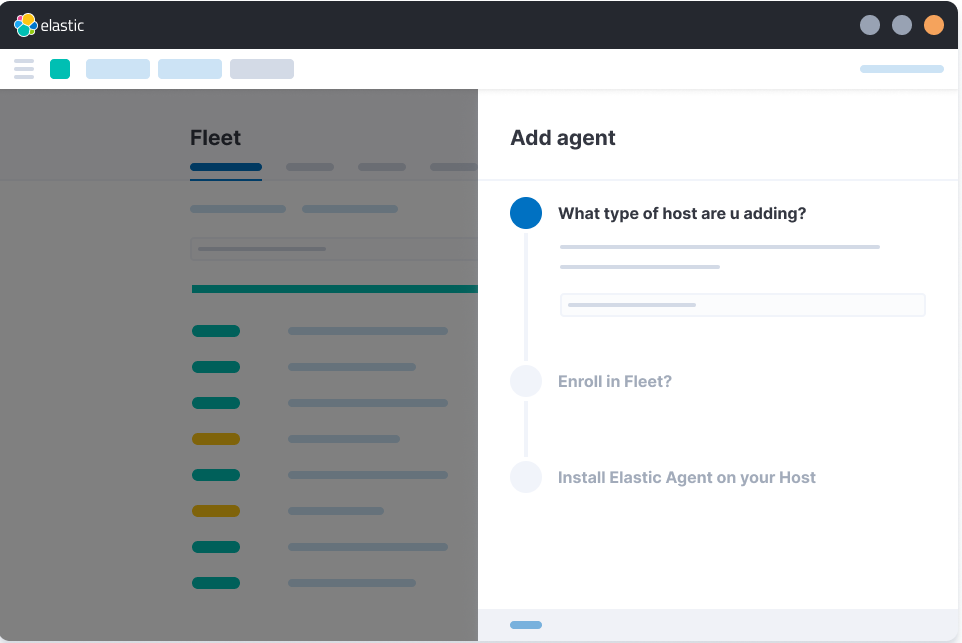 elastic
Fleet
Add agent
What type of host are u adding?
Enroll in Fleet?
Install Elastic Agent on your Host